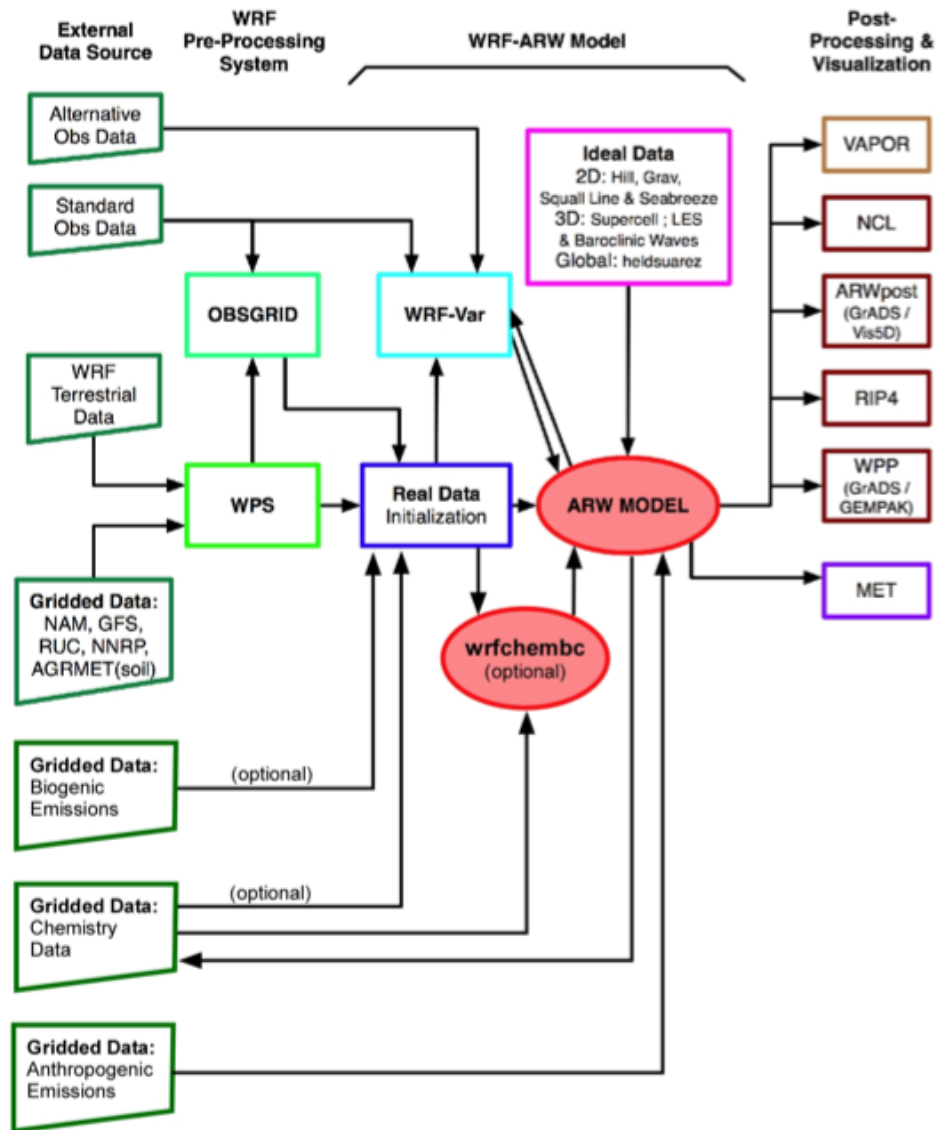 External
Data Source
WRF
Pre-Processing
System
WRF-ARW Model
Post-
Processing &
Visualization
Alternative
Obs Data
Standard
Obs Data
WRF
Terrestrial
Data
Gridded Data:
NAM, GFS,
RUC, NNRP,
AGRMET(soil)
Gridded Data:
Biogenic
Emissions
Gridded Data:
Chemistry
Data
Gridded Data:
Anthropogenic
Emissions
OBSGRID
WPS
(optional)
(optional)
WRF-Var
Real Data
Initialization
Ideal Data
2D: Hill, Grav,
Squall Line & Seabreeze
3D: Supercell ; LES
& Baroclinic Waves
Global: heldsuarez
ARW MODEL
wrfchembc
(optional)
VAPOR
NCL
ARWpost
(GrADS /
Vis5D)
RIP4
WPP
(GrADS /
GEMPAK)
MET